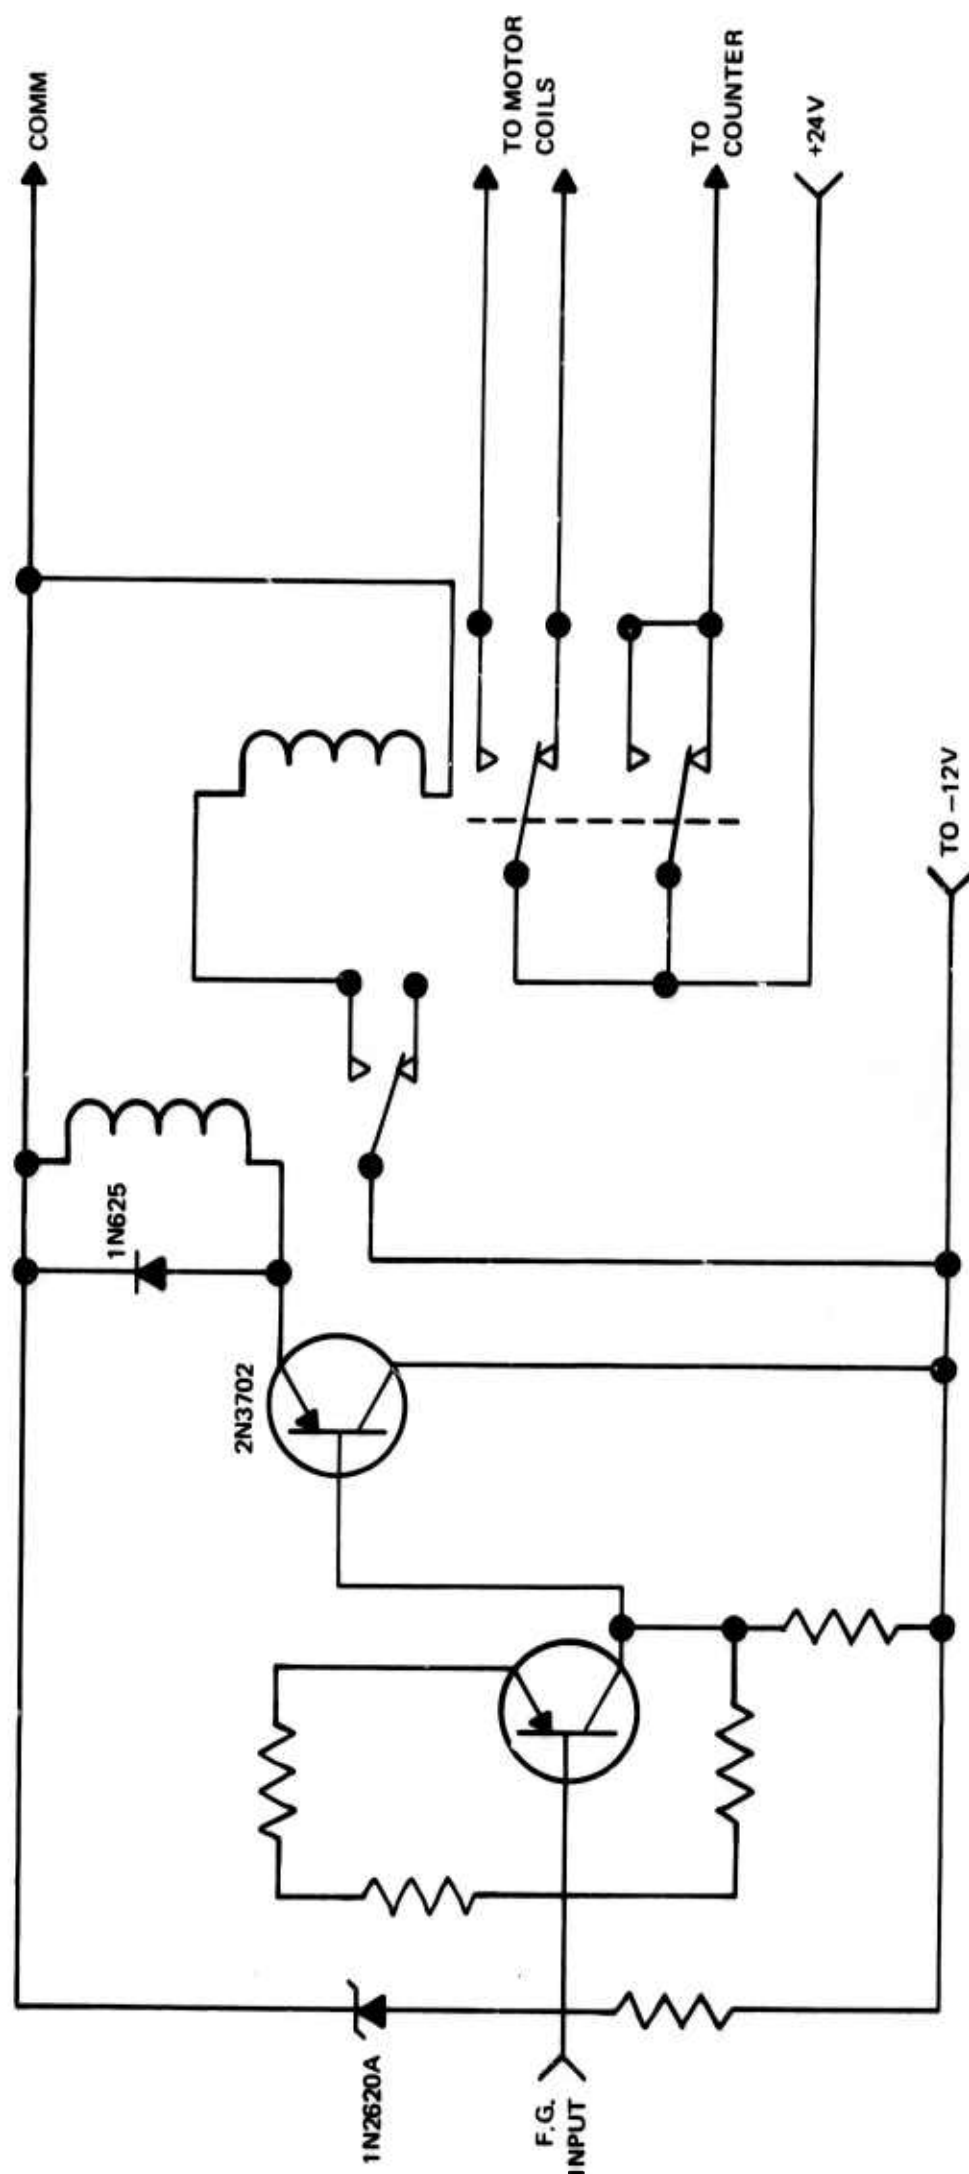 COMM
TO MOTOR
COILS
TO
COUNTER
+24V
1N625
2N3702
TO –12V
1N2620A
F.G.
INPUT